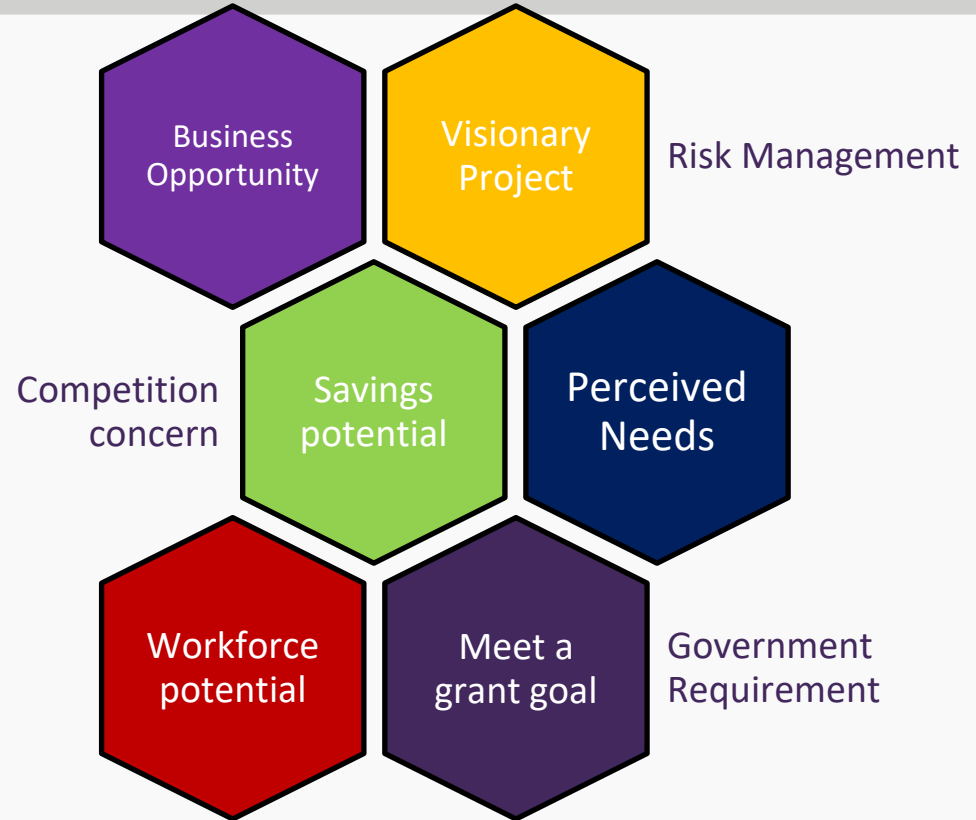 Business
Opportunity
Visionary
Project
Risk Management
Competition
concern
Savings
potential
Perceived
Needs
Workforce
potential
Meet a
grant goal
Government
Requirement